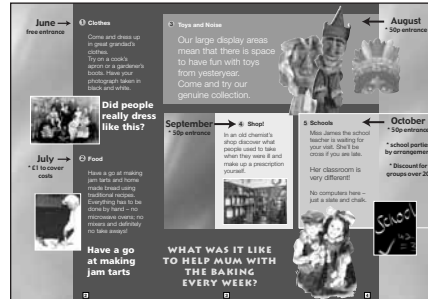 June
free entrance
1 Clothes
Come and dress up
in great grandad's
clothes.
Try on a cook's
apron or a gardener's
boots. Have your
photograph taken in
black and white.
Did people
really dress
like this?
July
* £1 to cover
costs
2 Food
Have a go at making
jam tarts and home
made bread using
traditional recipes.
Everything has to be
done by hand – no
microwave ovens; no
mixers and definitely
no take aways!
Have a go
at making
jam tarts
2
3 Toys and Noise
Our large display areas
mean that there is space
to have fun with toys
from yesteryear.
Come and try our
genuine collection.
August
* 50p entrance
September
* 50p entrance
4 Shop!
In an old chemist's
shop discover what
people used to take
when they were ill and
make up a prescription
yourself.
WHAT WAS IT LIKE
TO HELP MUM WITH
THE BAKING
EVERY WEEK?
3
5 Schools
Miss James the school
teacher is waiting for
your visit. She'll be
cross if you are late.
Her classroom is
very different!
No computers here –
just a slate and chalk.
October
* 50p entrance
* school parties
by arrangement
* Discount for
groups over 20
School